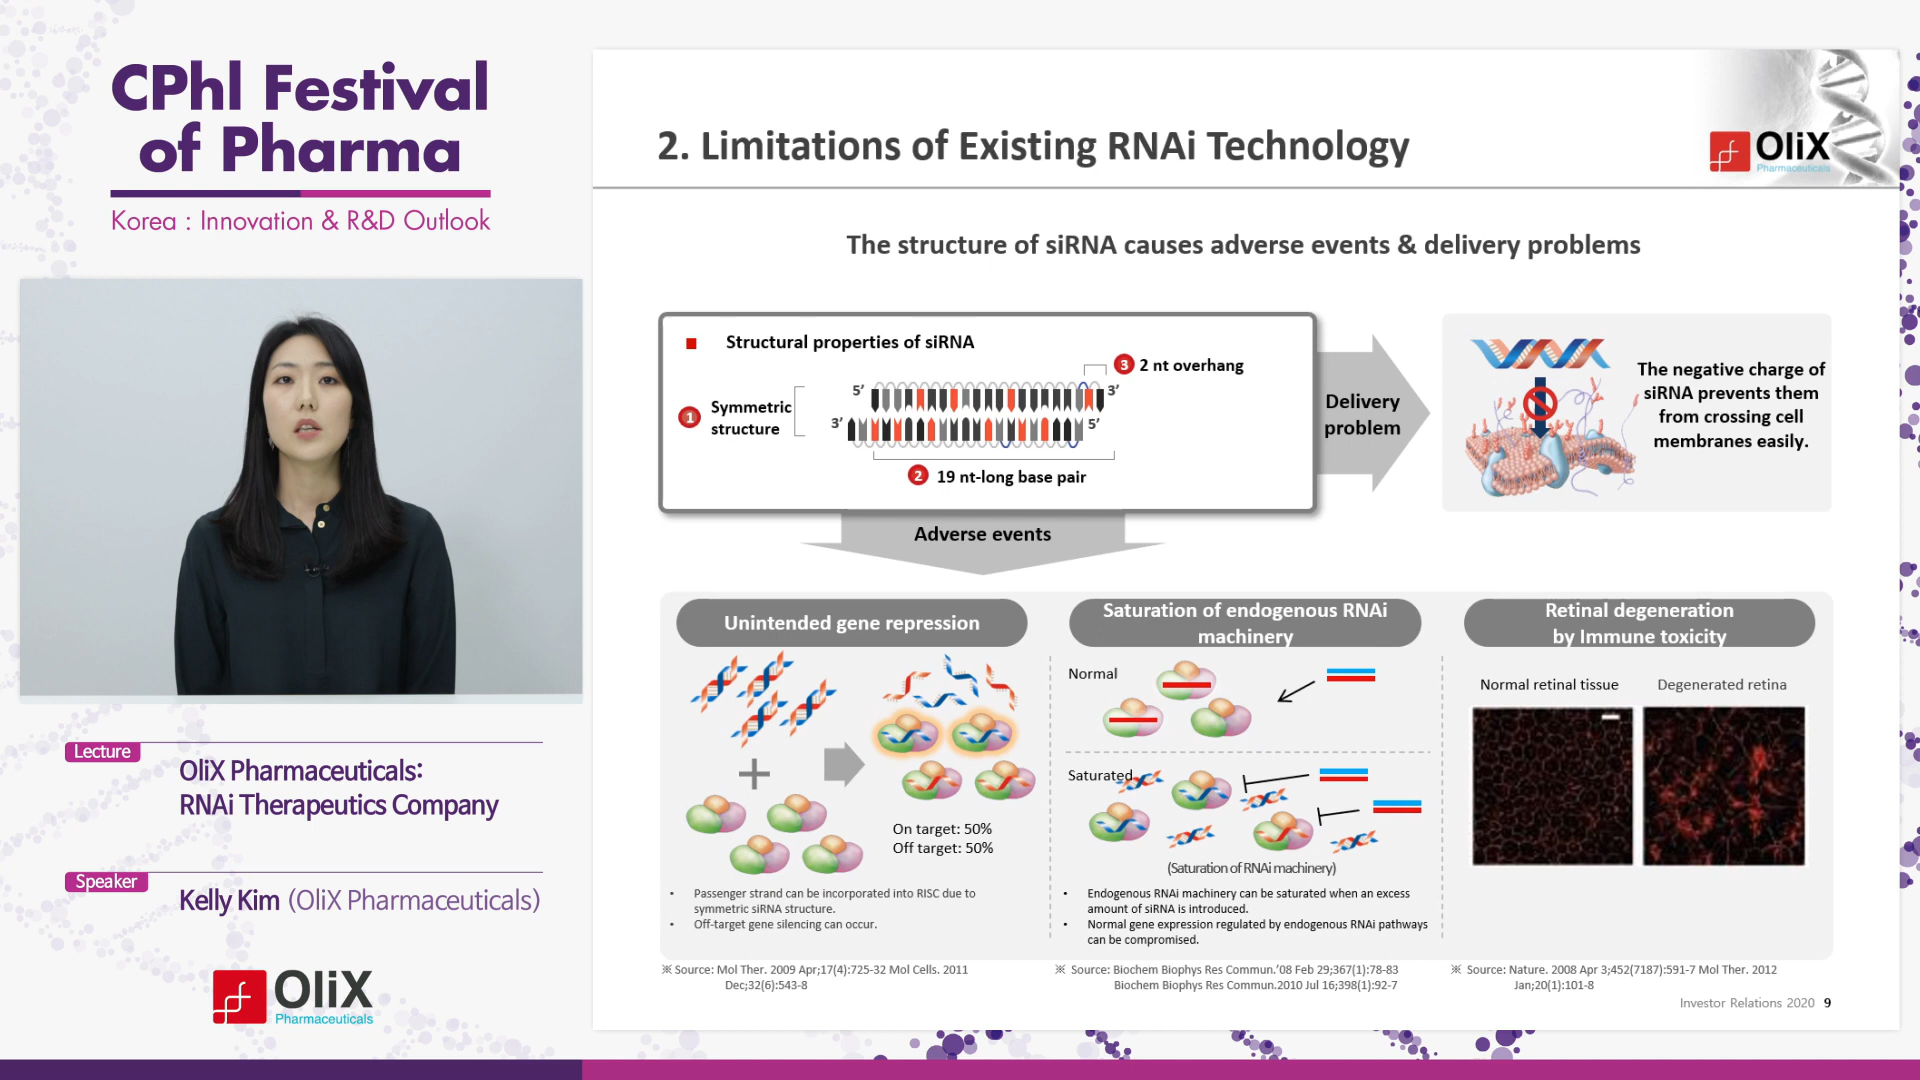 CPhl Festival
of Pharma
Korea : Innovation & R&D Outlook
Lecture
OliX Pharmaceuticals:
RNAi Therapeutics Company
Speaker
Kelly Kim (OliX Pharmaceuticals)
OliX
Pharmaceuticals
2. Limitations of Existing RNAi Technology
OliX
Pharmaceuticals
The structure of siRNA causes adverse events & delivery problems
Structural properties of siRNA
3 2 nt overhang
5’ 3’
1 Symmetric
structure
3’ 5’
2 19 nt-long base pair
Delivery
problem
The negative charge of
siRNA prevents them
from crossing cell
membranes easily.
Adverse events
Unintended gene repression
On target: 50%
Off target: 50%
• Passenger strand can be incorporated into RISC due to
symmetric siRNA structure.
• Off-target gene silencing can occur.
Saturation of endogenous RNAi
machinery
Normal
Saturated
(Saturation of RNAi machinery)
• Endogenous RNAi machinery can be saturated when an excess
amount of siRNA is introduced.
• Normal gene expression regulated by endogenous RNAi pathways
can be compromised.
Retinal degeneration
by Immune toxicity
Normal retinal tissue
Degenerated retina
※ Source: Mol Ther. 2009 Apr;17(4):725-32 Mol Cells. 2011
Dec;32(6):543-8
※ Source: Biochem Biophys Res Commun.’08 Feb 29;367(1):78-83
Biochem Biophys Res Commun.2010 Jul 16;398(1):92-7
※ Source: Nature. 2008 Apr 3;452(7187):591-7 Mol Ther. 2012
Jan;20(1):101-8
Investor Relations 2020 9